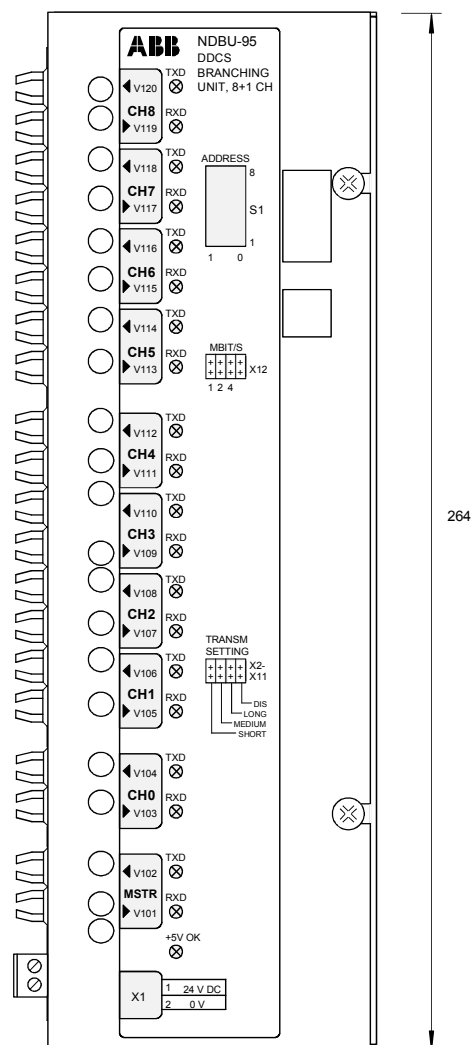 ABB
NDBU-95
DDCS
BRANCHING
UNIT, 8+1 CH
TXD
V120
CH8
RXD
V119
TXD
V118
CH7
RXD
V117
ADDRESS
8
S1
1
1 0
TXD
V116
CH6
RXD
V115
TXD
V114
CH5
RXD
V113
MBIT/S
X12
1 2 4
TXD
V112
CH4
RXD
V111
TXD
V110
CH3
RXD
V109
264
TXD
V108
CH2
RXD
V107
TXD
V106
CH1
RXD
V105
TRANSM
SETTING
X2-
X11
DIS
LONG
MEDIUM
SHORT
TXD
V104
CH0
RXD
V103
TXD
V102
MSTR
RXD
V101
+5V OK
X1
1 24 V DC
2 0 V